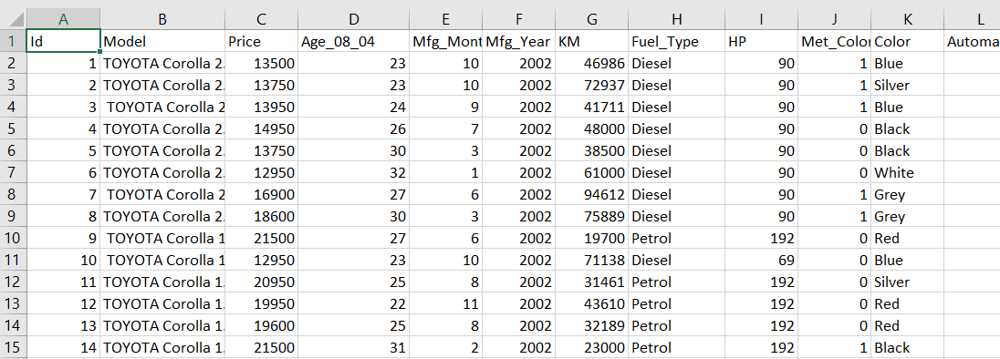 A B C D E F G H I J K L
1 Id Model Price Age_08_04 Mfg_Mont Mfg_Year KM Fuel_Type HP Met_Color Color Automa
2 1 TOYOTA Corolla 2. 13500 23 10 2002 46986 Diesel 90 1 Blue
3 2 TOYOTA Corolla 2. 13750 23 10 2002 72937 Diesel 90 1 Silver
4 3 TOYOTA Corolla 2 13950 24 9 2002 41711 Diesel 90 1 Blue
5 4 TOYOTA Corolla 2. 14950 26 7 2002 48000 Diesel 90 0 Black
6 5 TOYOTA Corolla 2. 13750 30 3 2002 38500 Diesel 90 0 Black
7 6 TOYOTA Corolla 2. 12950 32 1 2002 61000 Diesel 90 0 White
8 7 TOYOTA Corolla 2 16900 27 6 2002 94612 Diesel 90 1 Grey
9 8 TOYOTA Corolla 2. 18600 30 3 2002 75889 Diesel 90 1 Grey
10 9 TOYOTA Corolla 1 21500 27 6 2002 19700 Petrol 192 0 Red
11 10 TOYOTA Corolla 1 12950 23 10 2002 71138 Diesel 69 0 Blue
12 11 TOYOTA Corolla 1. 20950 25 8 2002 31461 Petrol 192 0 Silver
13 12 TOYOTA Corolla 1. 19950 22 11 2002 43610 Petrol 192 0 Red
14 13 TOYOTA Corolla 1. 19600 25 8 2002 32189 Petrol 192 0 Red
15 14 TOYOTA Corolla 1. 21500 31 2 2002 23000 Petrol 192 1 Black